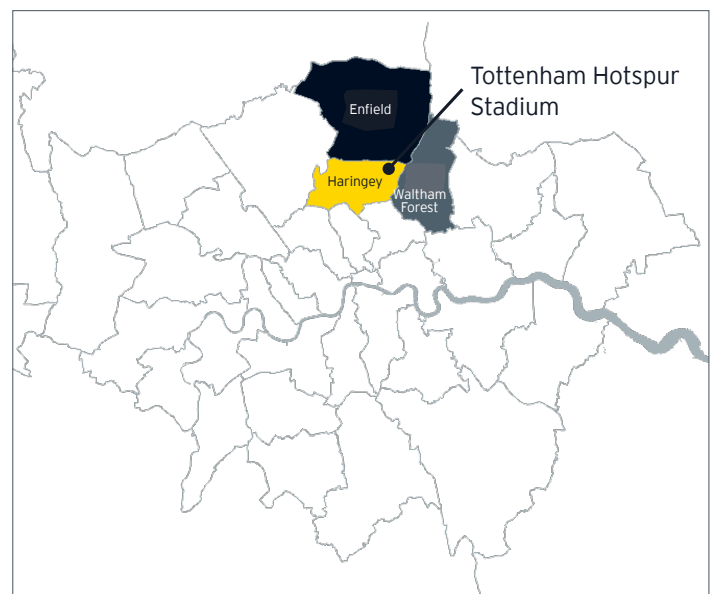 Tottenham Hotspur
Stadium
Enfield
Haringey
Waltham
Forest